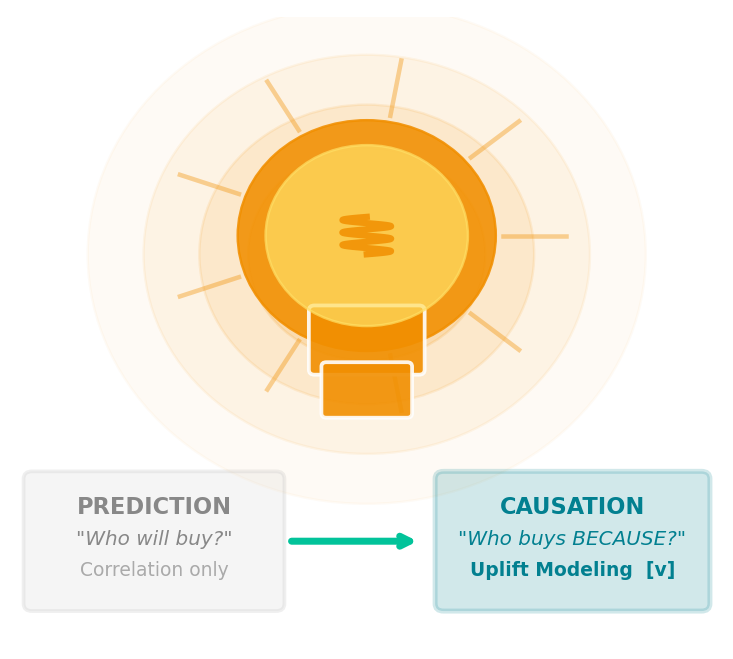 PREDICTION
"Who will buy?"
Correlation only
CAUSATION
"Who buys BECAUSE?"
Uplift Modeling  [v]